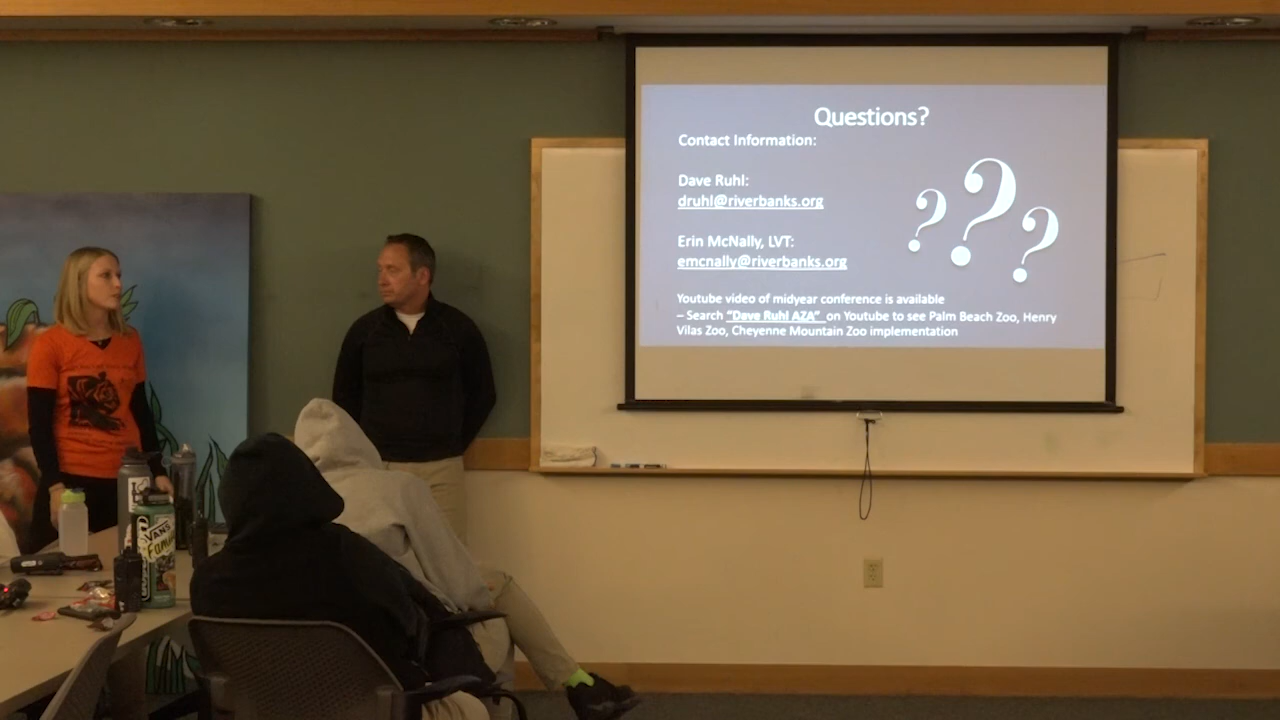 Questions?
Contact Information:
Dave Ruhl:
druhl@riverbanks.org
Erin McNally, LVT:
emcnally@riverbanks.org
Youtube video of midyear conference is available
– Search "Dave Ruhl AZA" on Youtube to see Palm Beach Zoo, Henry
Vilas Zoo, Cheyenne Mountain Zoo implementation
? ? ?
VANS
Family